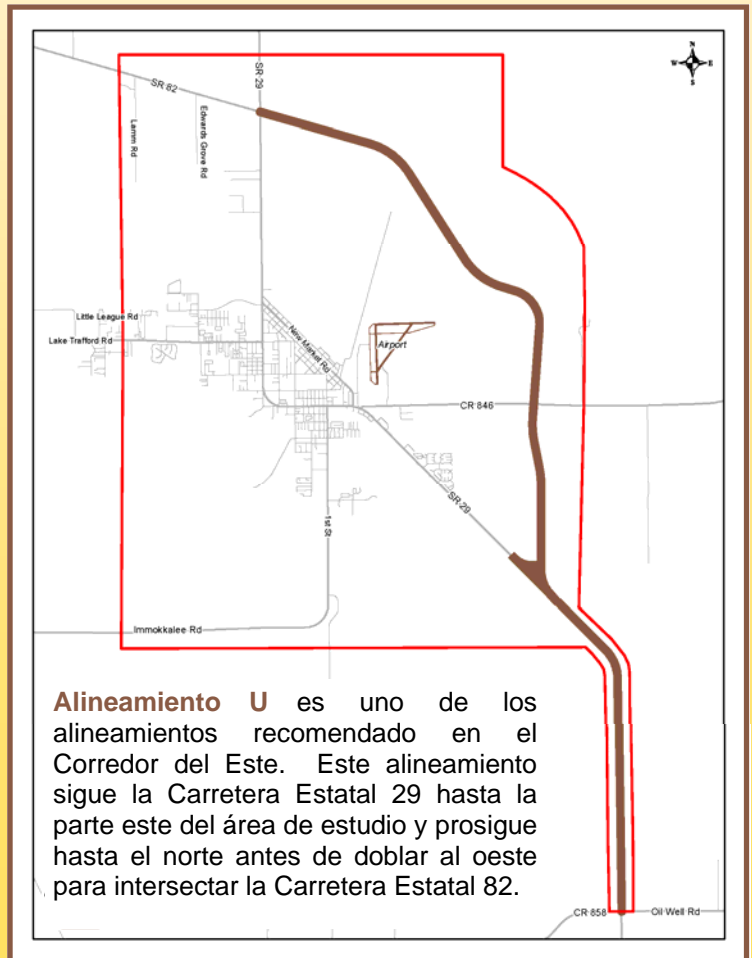 N
W E
S
SR 82
SR 29
Lamm Rd
Edwards Grove Rd
Little League Rd
Lake Trafford Rd
New Market Rd
Airport
CR 846
SR 29
1st St
Immokkalee Rd
Alineamiento U es uno de los
alineamientos recomendado en el
Corredor del Este. Este alineamiento
sigue la Carretera Estatal 29 hasta la
parte este del área de estudio y prosigue
hasta el norte antes de doblar al oeste
para intersectar la Carretera Estatal 82.
CR 858 Oil Well Rd